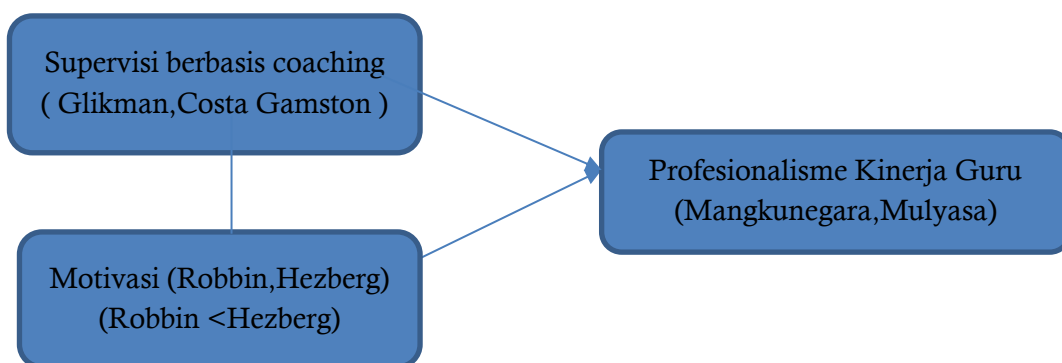 Supervisi berbasis coaching
( Glikman,Costa Gamston )
Profesionalisme Kinerja Guru
(Mangkunegara,Mulyasa)
Motivasi (Robbin,Hezberg)
(Robbin <Hezberg)